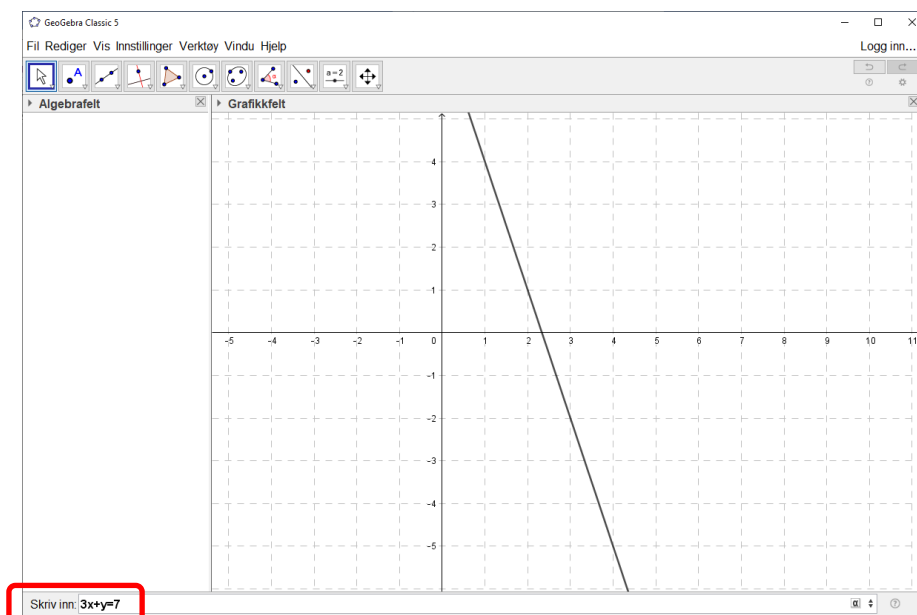 GeoGebra Classic 5
Fil Rediger Vis Innstillinger Verktøy Vindu Hjelp
Logg inn...
A
a=2
Algebrafelt
Grafikkfelt
4
3
2
1
-5 -4 -3 -2 -1 0 1 2 3 4 5 6 7 8 9 10 11
-1
-2
-3
-4
-5
Skriv inn: 3x+y=7
α